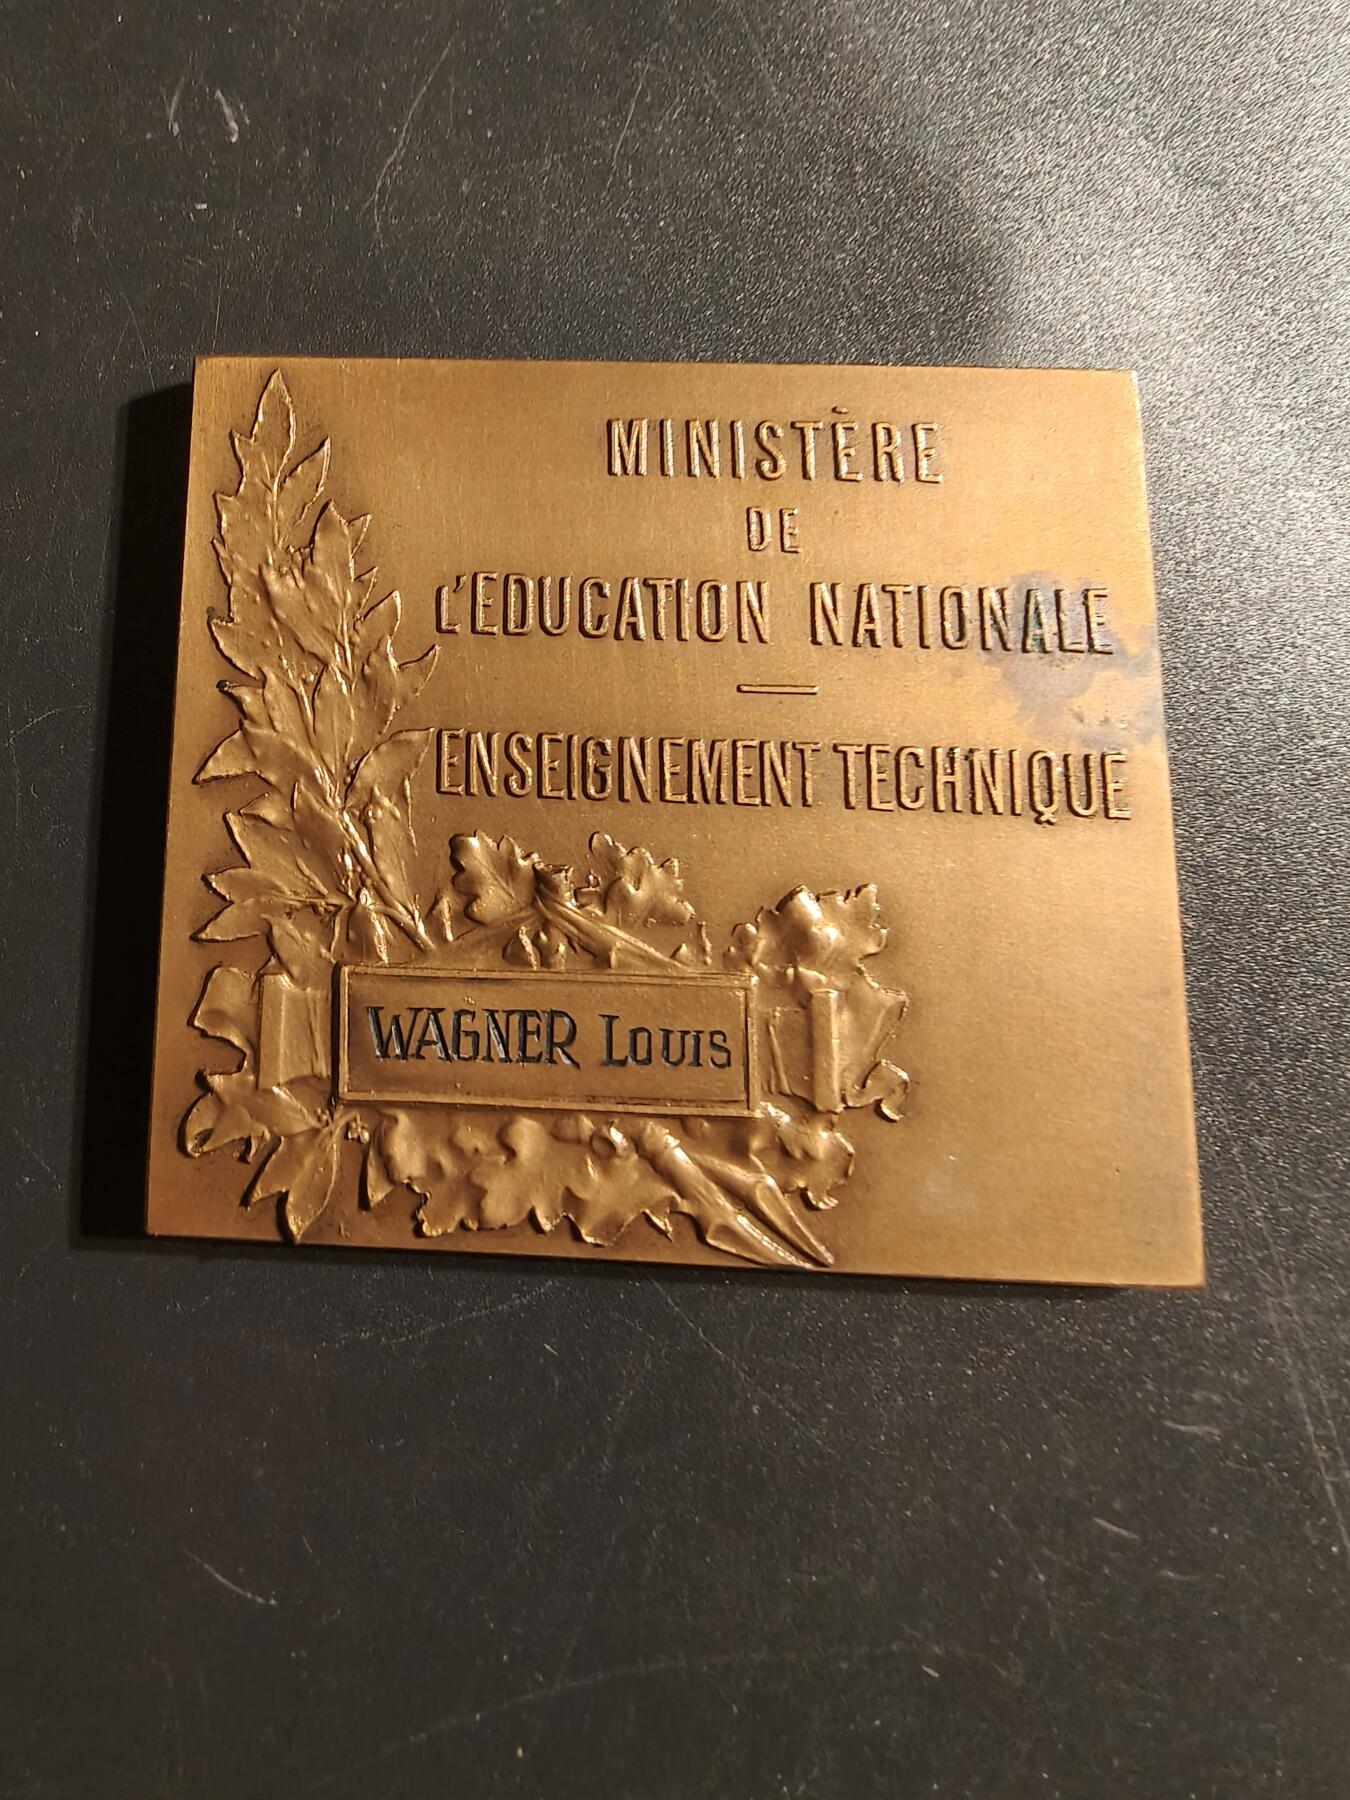 MINISTÈRE
DE
L'EDUCATION NATIONALE
ENSEIGNEMENT TECHNIQUE
WAGNER Louis